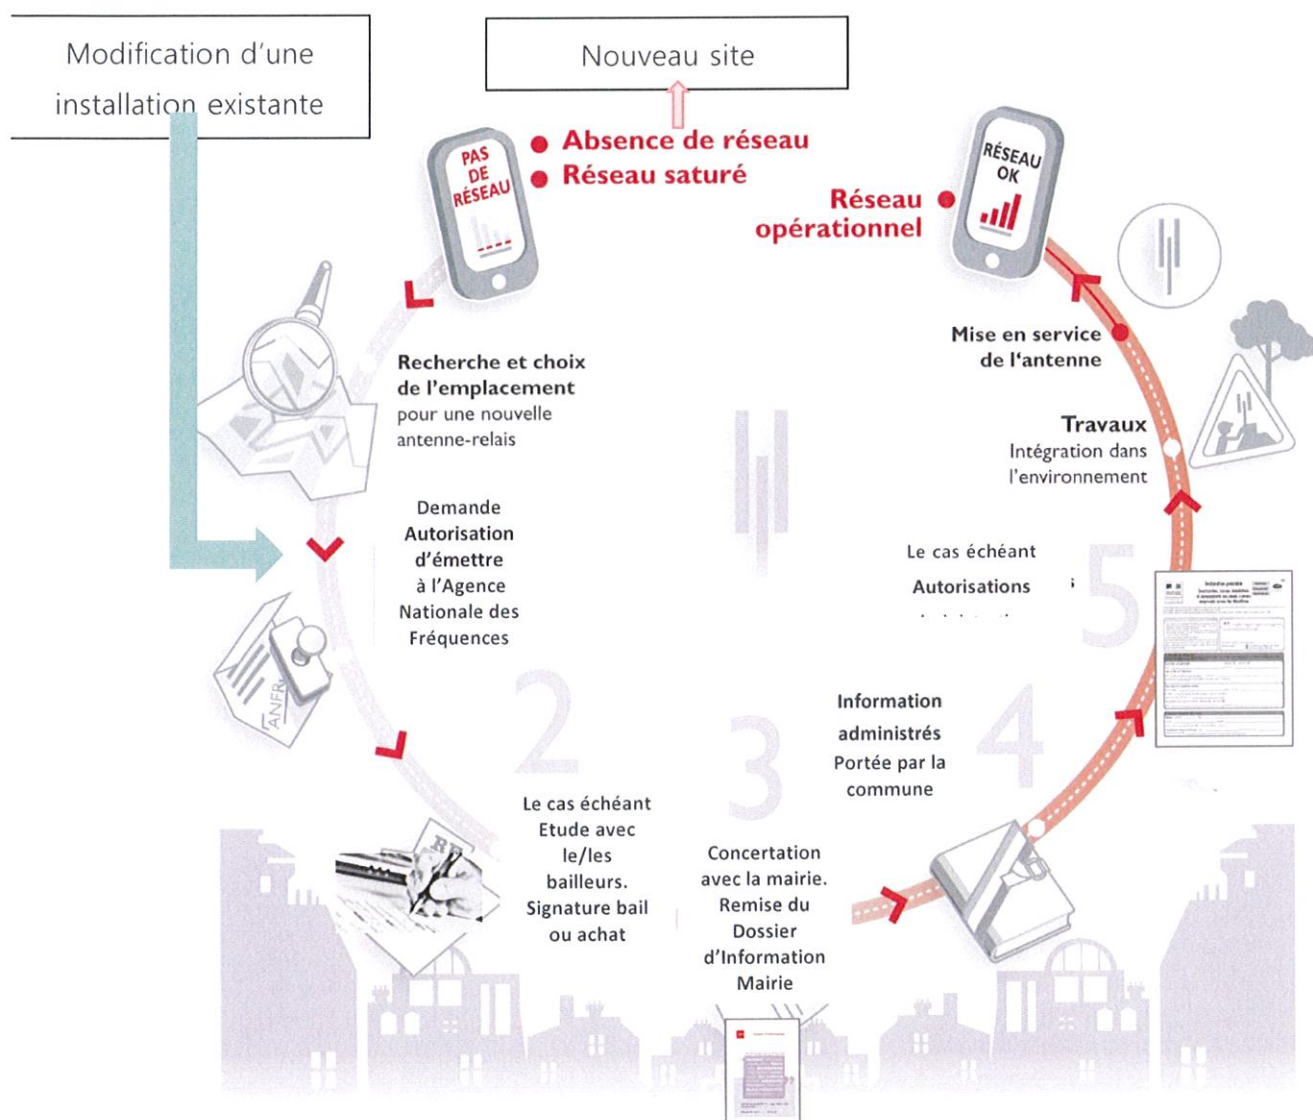 Modification d'une
installation existante
Nouveau site
PAS
DE
RÉSEAU
Absence de réseau
Réseau saturé
RÉSEAU
OK
Réseau
opérationnel
Recherche et choix
de l'emplacement
pour une nouvelle
antenne-relais
Mise en service
de l'antenne
Travaux
Intégration dans
l'environnement
Demande
Autorisation
d'émettre
à l'Agence
Nationale des
Fréquences
ANFR
Le cas échéant
Autorisations
5
2
Le cas échéant
Etude avec
le/les
bailleurs.
Signature bail
ou achat
3
Concertation
avec la mairie.
Remise du
Dossier
d'Information
Mairie
4
Information
administrés
Portée par la
commune